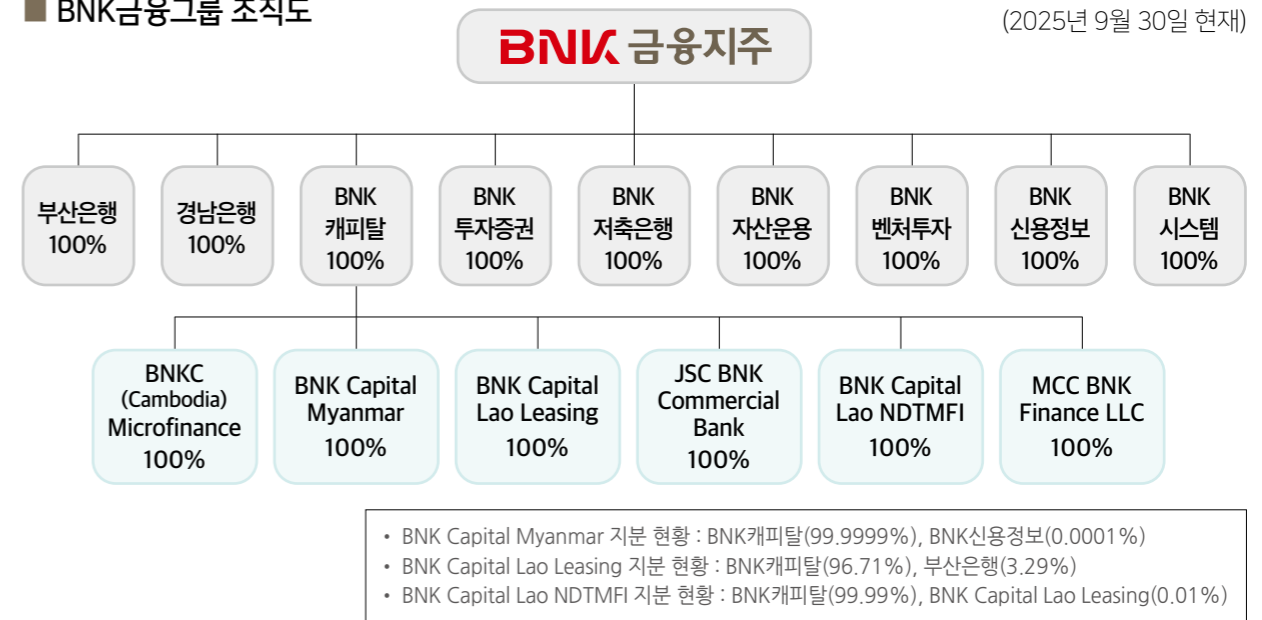 ■ BNK금융그룹 조직도
(2025년 9월 30일 현재)
BNK 금융지주
부산은행
100%
경남은행
100%
BNK
캐피탈
100%
BNK
투자증권
100%
BNK
저축은행
100%
BNK
자산운용
100%
BNK
벤처투자
100%
BNK
신용정보
100%
BNK
시스템
100%
BNKC
(Cambodia)
Microfinance
100%
BNK Capital
Myanmar
100%
BNK Capital
Lao Leasing
100%
JSC BNK
Commercial
Bank
100%
BNK Capital
Lao NDTMFI
100%
MCC BNK
Finance LLC
100%
• BNK Capital Myanmar 지분 현황 : BNK캐피탈(99.9999%), BNK신용정보(0.0001%)
• BNK Capital Lao Leasing 지분 현황 : BNK캐피탈(96.71%), 부산은행(3.29%)
• BNK Capital Lao NDTMFI 지분 현황 : BNK캐피탈(99.99%), BNK Capital Lao Leasing(0.01%)